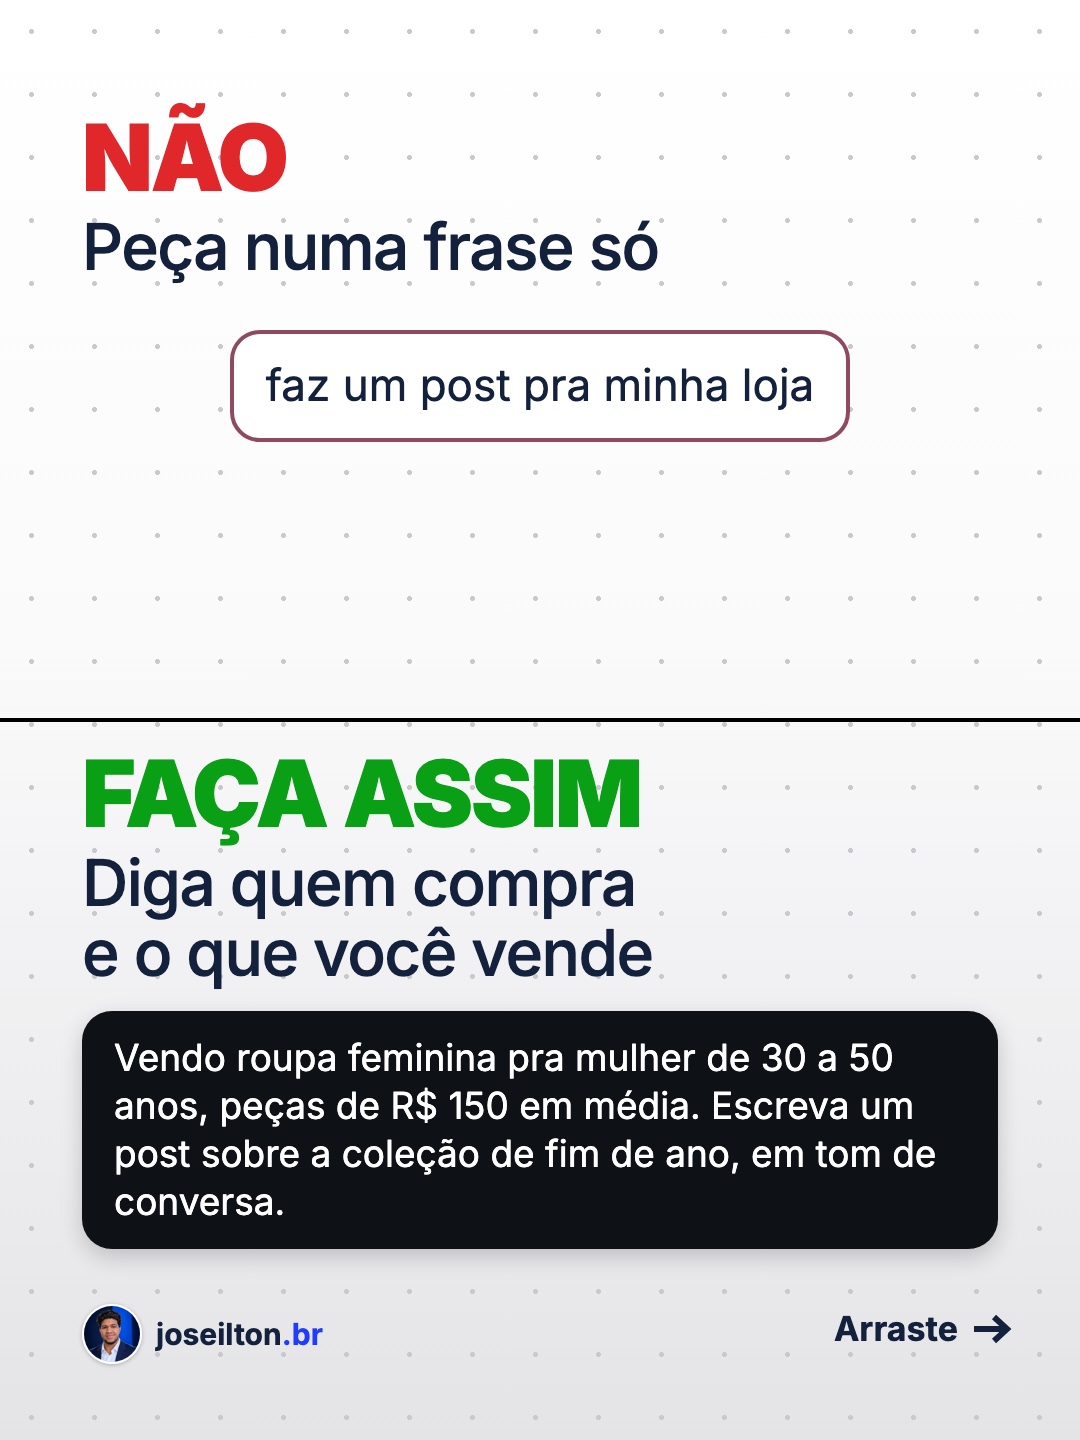 NÃO
Peça numa frase só
faz um post pra minha loja
FAÇA ASSIM
Diga quem compra
e o que você vende
Vendo roupa feminina pra mulher de 30 a 50
anos, peças de R$ 150 em média. Escreva um
post sobre a coleção de fim de ano, em tom de
conversa.
joseilton.br
Arraste →